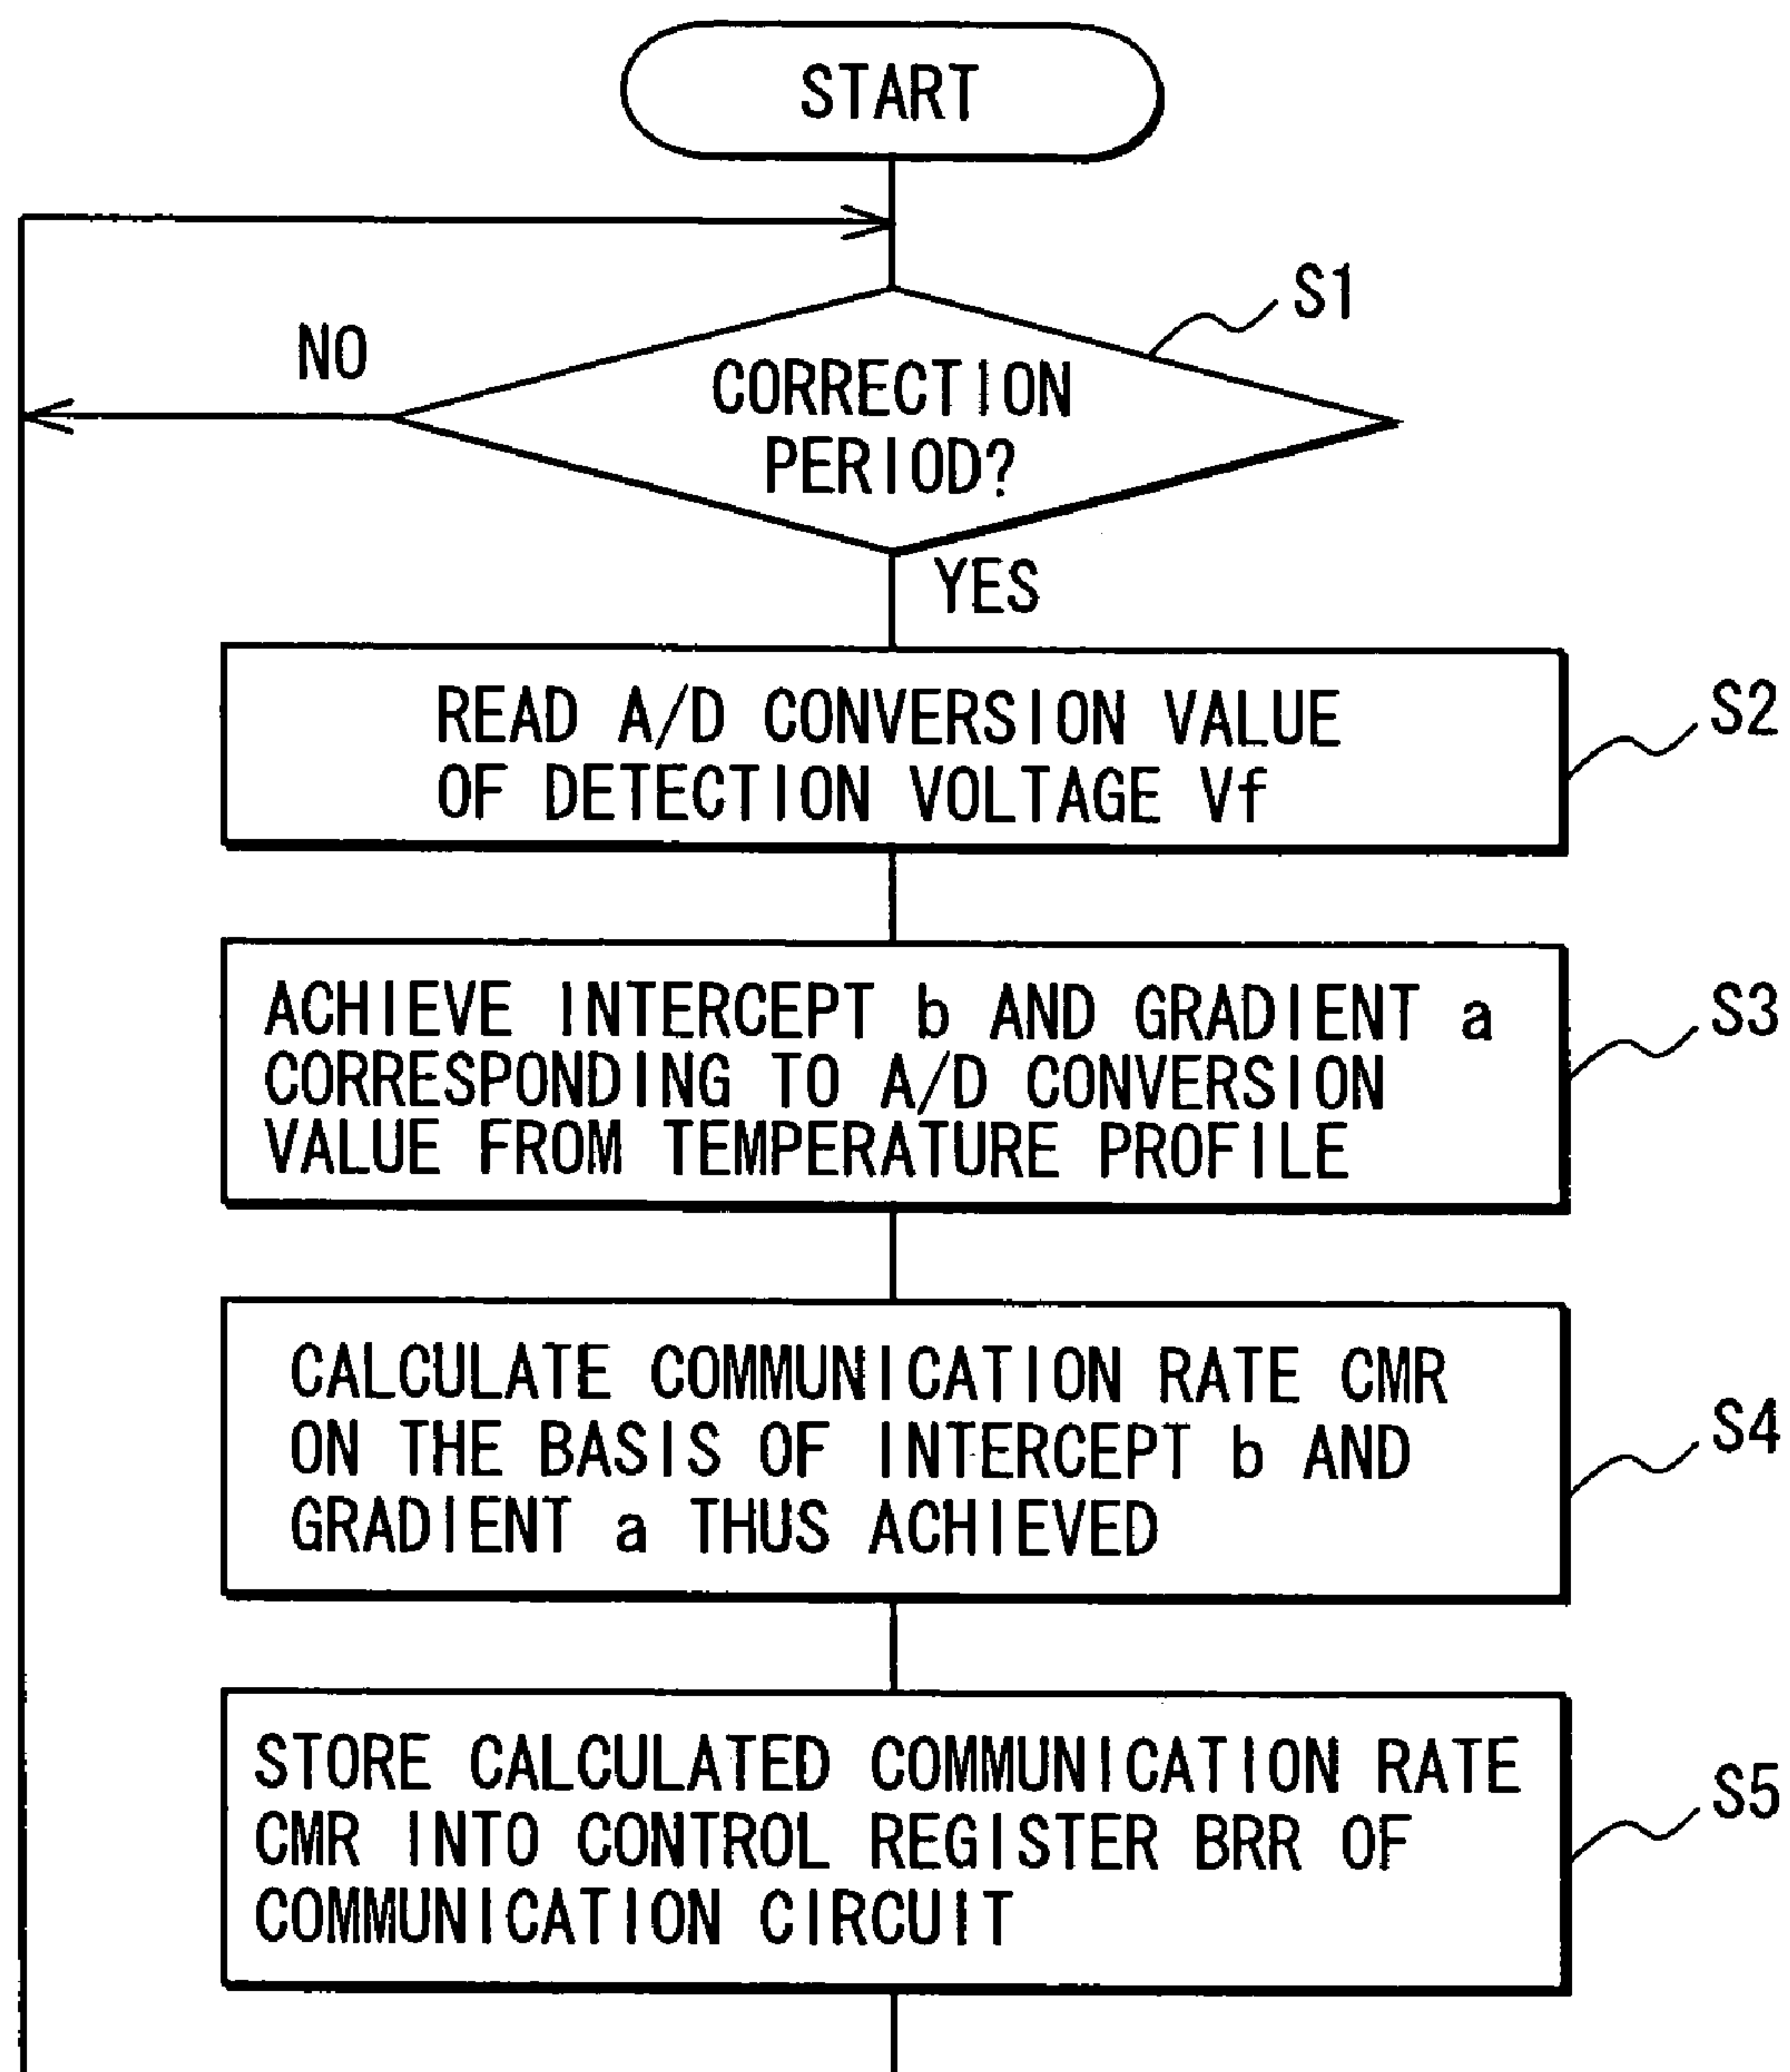 START
S1
NO
CORRECTION
PERIOD?
YES
READ A/D CONVERSION VALUE
OF DETECTION VOLTAGE Vf
S2
ACHIEVE INTERCEPT b AND GRADIENT a
CORRESPONDING TO A/D CONVERSION
VALUE FROM TEMPERATURE PROFILE
S3
CALCULATE COMMUNICATION RATE CMR
ON THE BASIS OF INTERCEPT b AND
GRADIENT a THUS ACHIEVED
S4
STORE CALCULATED COMMUNICATION RATE
CMR INTO CONTROL REGISTER BRR OF
COMMUNICATION CIRCUIT
S5